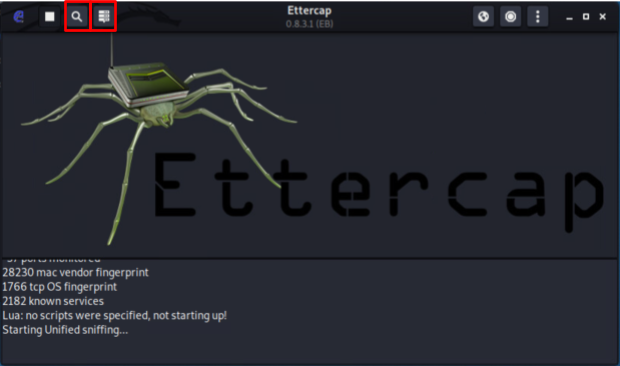 Ettercap
0.8.3.1 (EB)
Ettercap
57 ports monitored
28230 mac vendor fingerprint
1766 tcp OS fingerprint
2182 known services
Lua: no scripts were specified, not starting up!
Starting Unified sniffing...